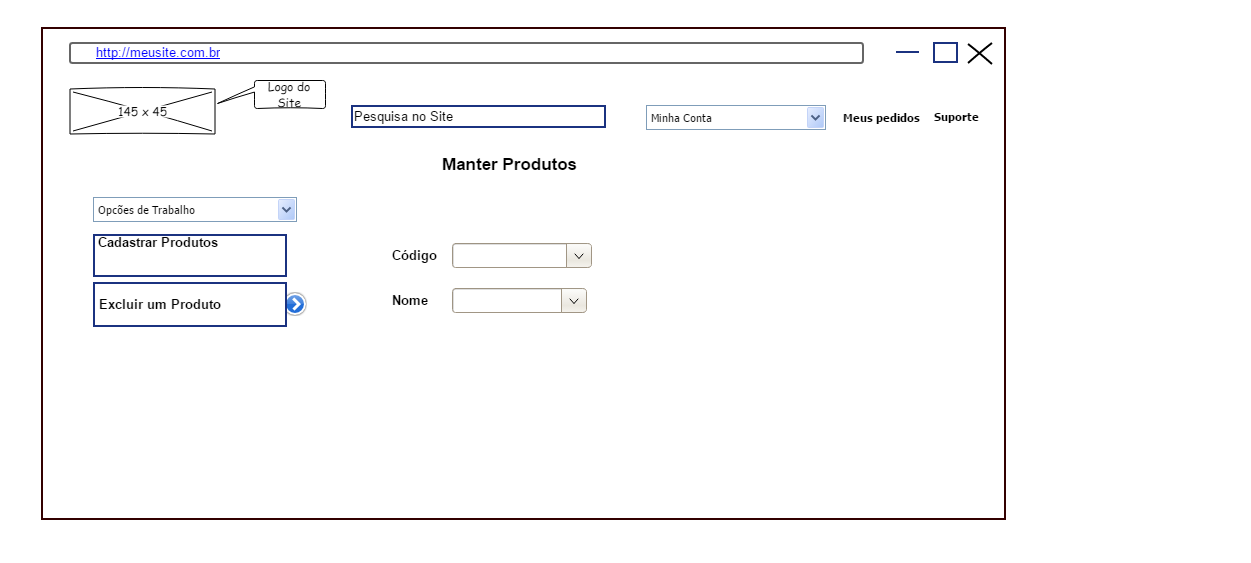 http://meusite.com.br
Logo do
Site
145 x 45
Pesquisa no Site
Minha Conta
Meus pedidos
Suporte
Manter Produtos
Opcões de Trabalho
Cadastrar Produtos
Código
Excluir um Produto
Nome